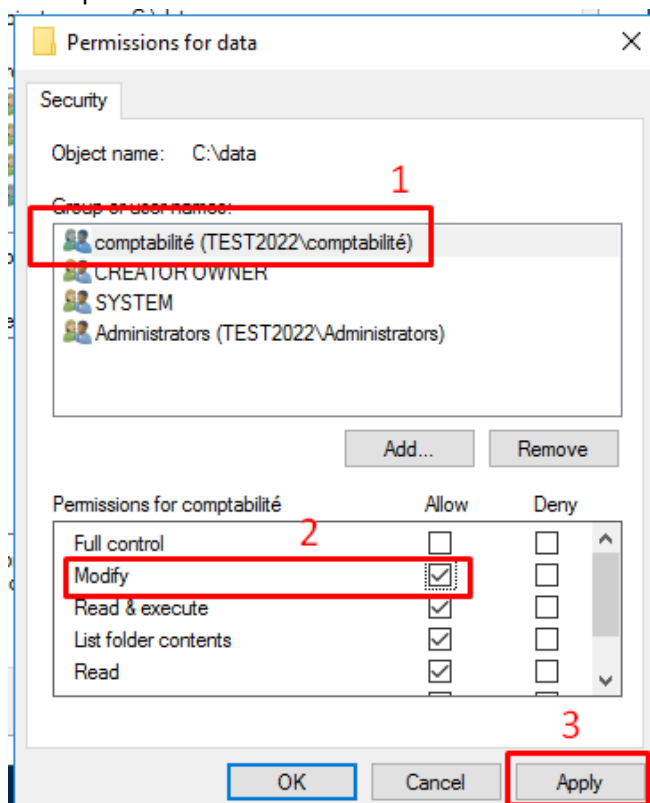 Permissions for data
Security
Object name: C:\data
1
Group or user names:
comptabilité (TEST2022\comptabilité)
CREATOR OWNER
SYSTEM
Administrators (TEST2022\Administrators)
Add... Remove
Permissions for comptabilité Allow Deny
2
Full control
Modify
Read & execute
List folder contents
Read
3
OK Cancel Apply